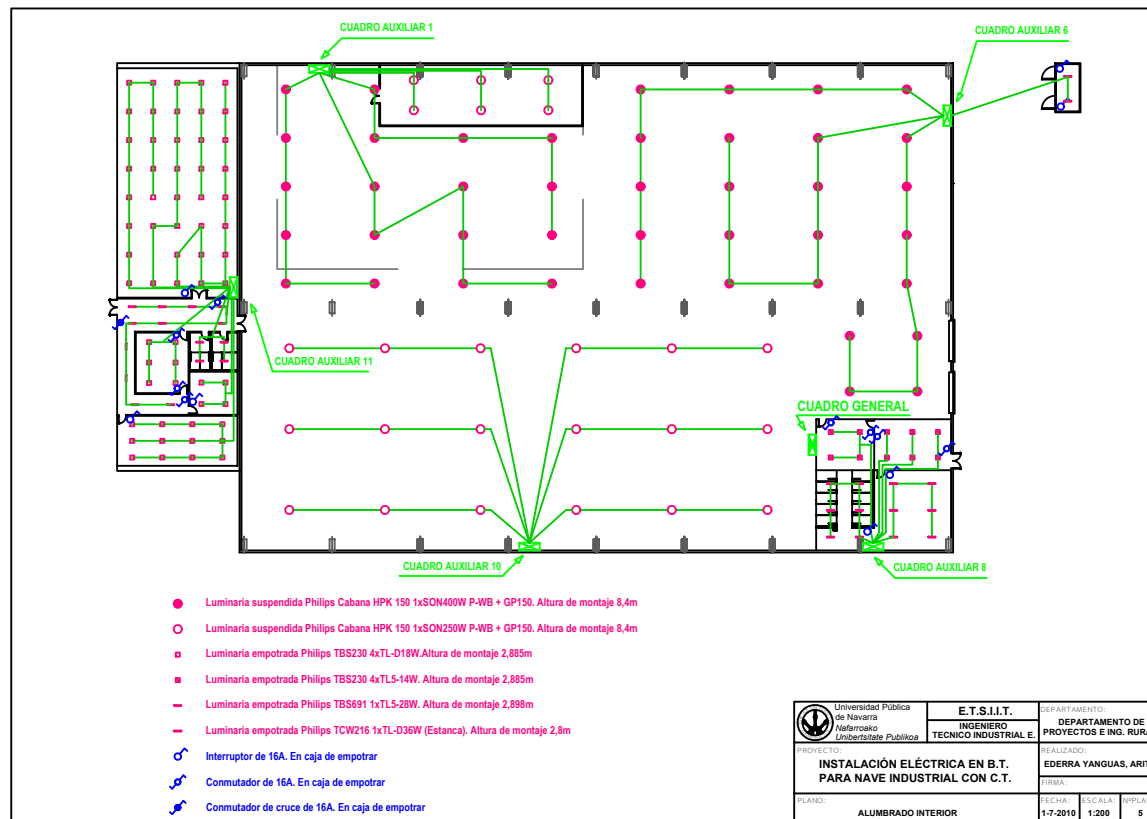 CUADRO AUXILIAR 1
CUADRO AUXILIAR 6
CUADRO AUXILIAR 11
CUADRO GENERAL
CUADRO AUXILIAR 10
CUADRO AUXILIAR 8
Luminaria suspendida Philips Cabana HPK 150 1xSON400W P-WB + GP150. Altura de montaje 8,4m
Luminaria suspendida Philips Cabana HPK 150 1xSON250W P-WB + GP150. Altura de montaje 8,4m
Luminaria empotrada Philips TBS230 4xTL-D18W.Altura de montaje 2,885m
Luminaria empotrada Philips TBS230 4xTL5-14W. Altura de montaje 2,885m
Luminaria empotrada Philips TBS691 1xTL5-28W. Altura de montaje 2,898m
Luminaria empotrada Philips TCW216 1xTL-D36W (Estanca). Altura de montaje 2,8m
Interruptor de 16A. En caja de empotrar
Conmutador de 16A. En caja de empotrar
Conmutador de cruce de 16A. En caja de empotrar
Universidad Pública
de Navarra
Nafarroako
Unibertsitate Publikoa
E.T.S.I.I.T.
INGENIERO
TECNICO INDUSTRIAL E.
DEPARTAMENTO:
DEPARTAMENTO DE
PROYECTOS E ING. RURA
PROYECTO:
INSTALACIÓN ELÉCTRICA EN B.T.
PARA NAVE INDUSTRIAL CON C.T.
REALIZADO:
EDERRA YANGUAS, ARIT
FIRMA:
PLANO:
ALUMBRADO INTERIOR
FECHA:
1-7-2010
ESCALA:
1:200
NºPLA
5